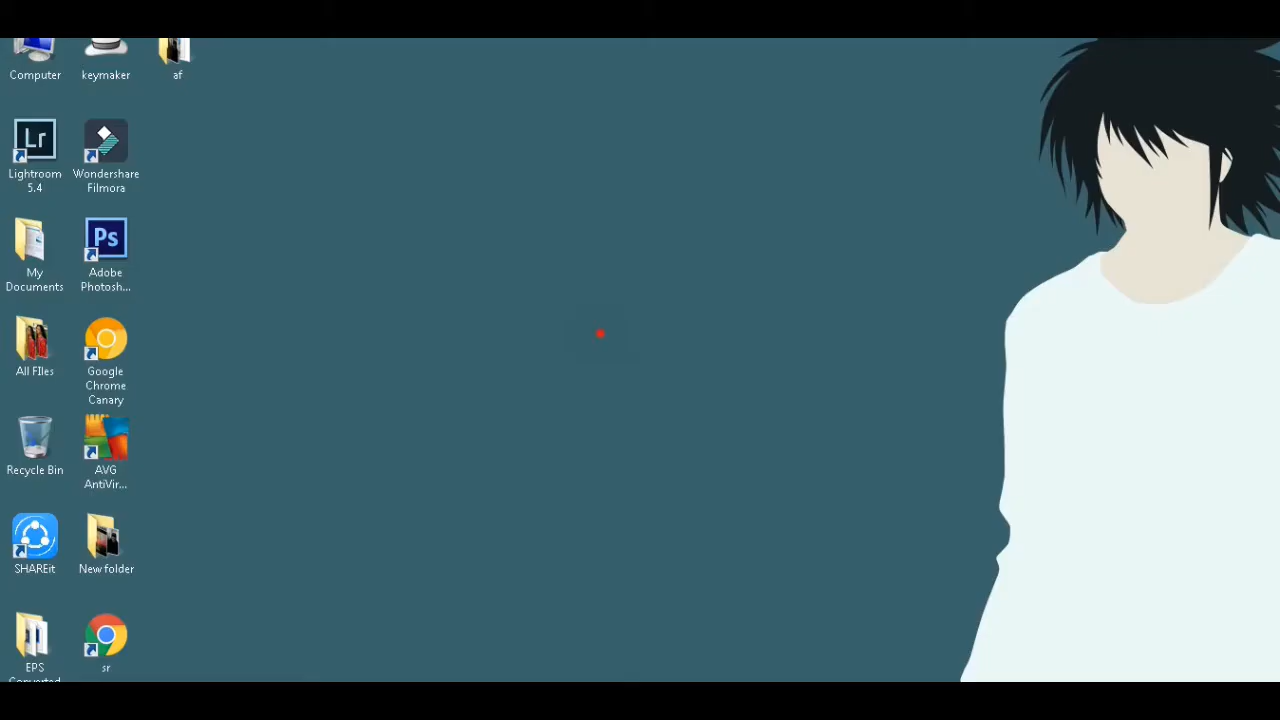 Computer
keymaker
af
Lr
Lightroom
5.4
Wondershare
Filmora
My
Documents
Ps
Adobe
Photosh...
All FIles
Google
Chrome
Canary
Recycle Bin
AVG
AntiVir...
SHAREit
New folder
EPS
Converted
sr